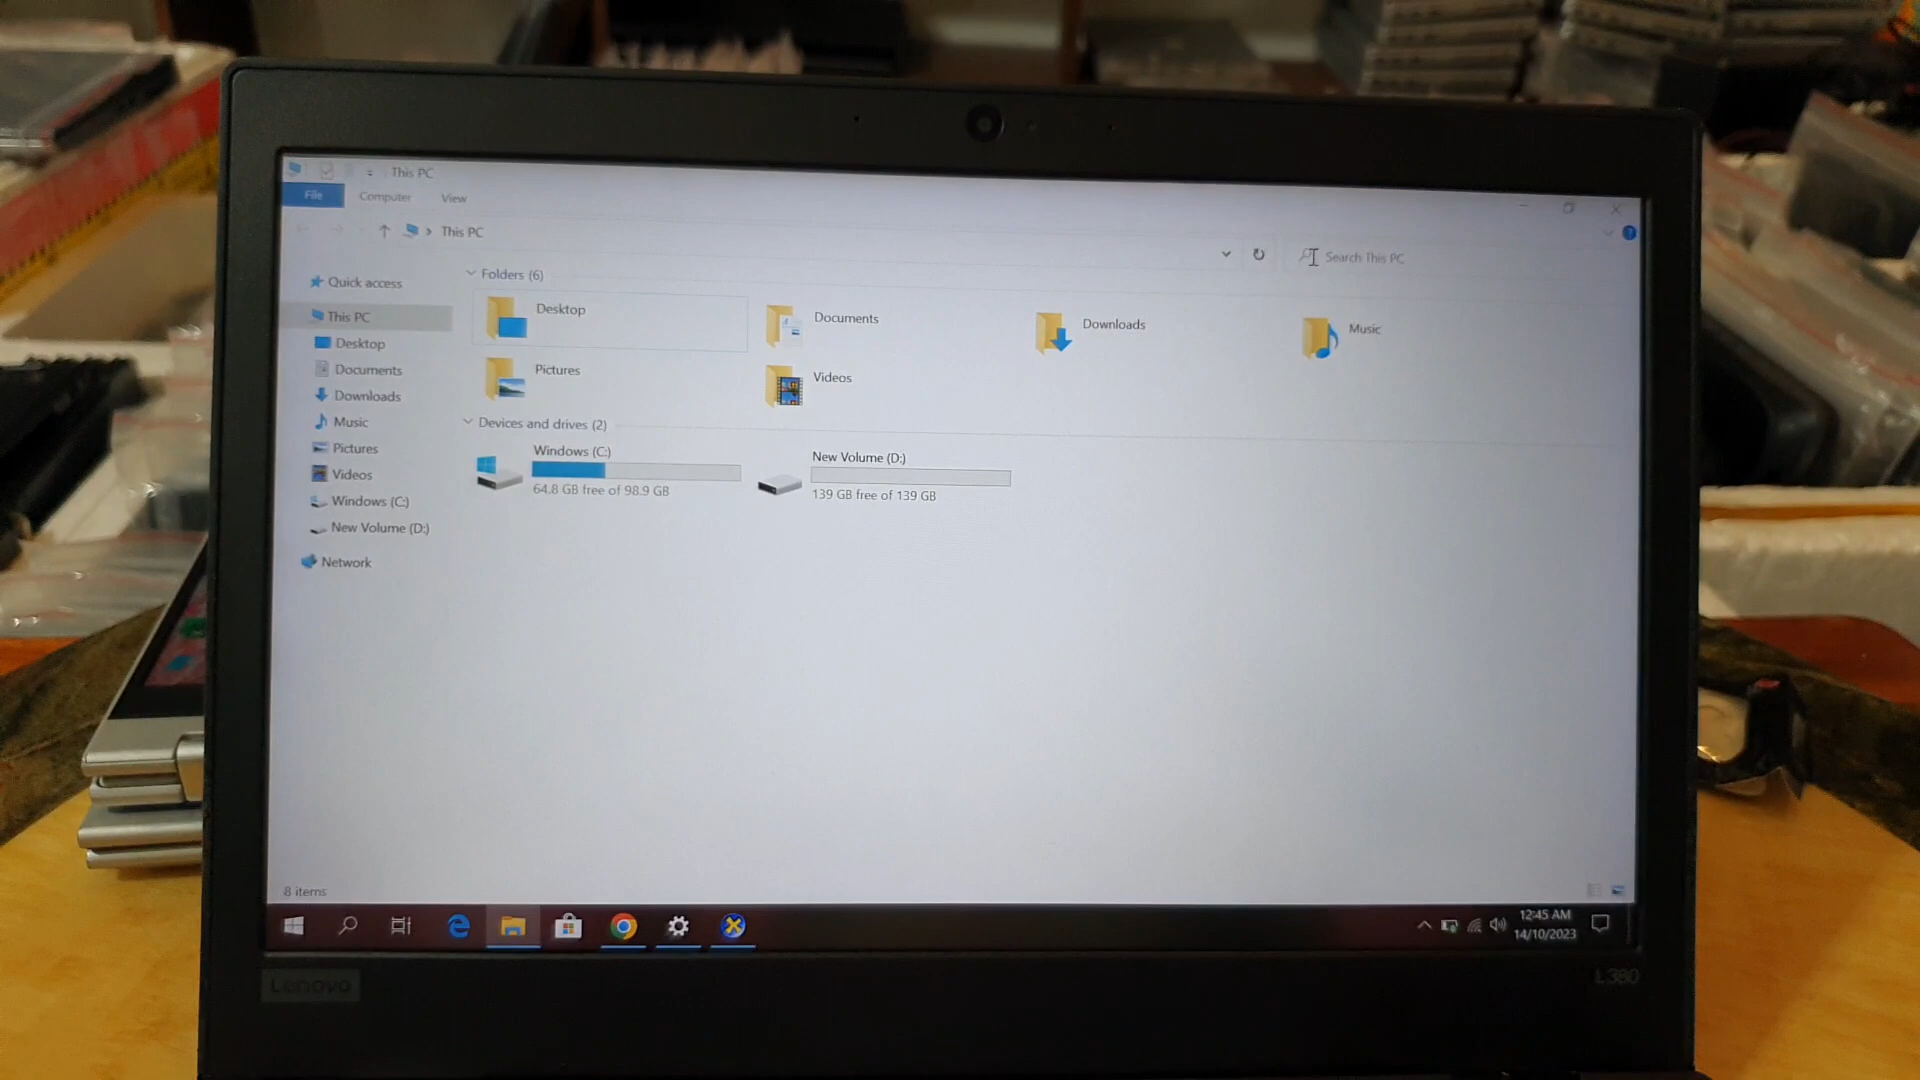 This PC
File Computer View
This PC
Search This PC
Quick access
This PC
Desktop
Documents
Downloads
Music
Pictures
Videos
Windows (C:)
New Volume (D:)
Network
Folders (6)
Desktop
Documents
Downloads
Music
Pictures
Videos
Devices and drives (2)
Windows (C:)
64.8 GB free of 98.9 GB
New Volume (D:)
139 GB free of 139 GB
8 items
12:45 AM
14/10/2023
Lenovo
L380